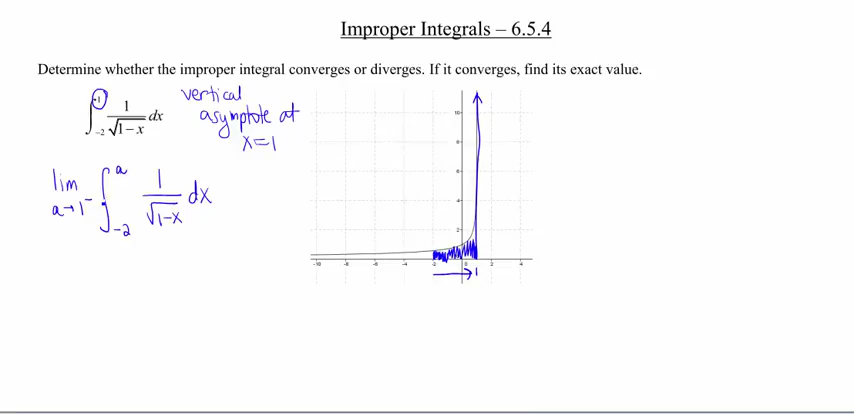 Improper Integrals – 6.5.4
Determine whether the improper integral converges or diverges. If it converges, find its exact value.
∫_{-2}^{1} 1/√(1−x) dx
vertical
asymptote at
x=1
lim_{a→1⁻} ∫_{-2}^{a} 1/√(1-x) dx
10
8
6
4
2
-10 -8 -6 -4 -2 0 2 4
1